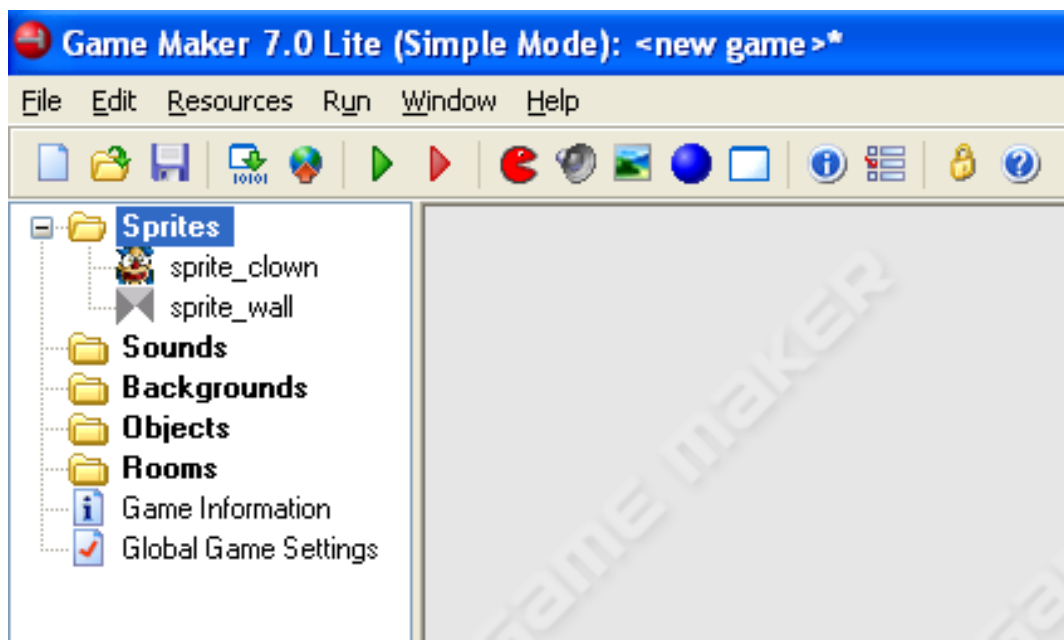 Game Maker 7.0 Lite (Simple Mode): <new game>*
File Edit Resources Run Window Help
10101
Sprites
sprite_clown
sprite_wall
Sounds
Backgrounds
Objects
Rooms
Game Information
Global Game Settings
GAME MAKER